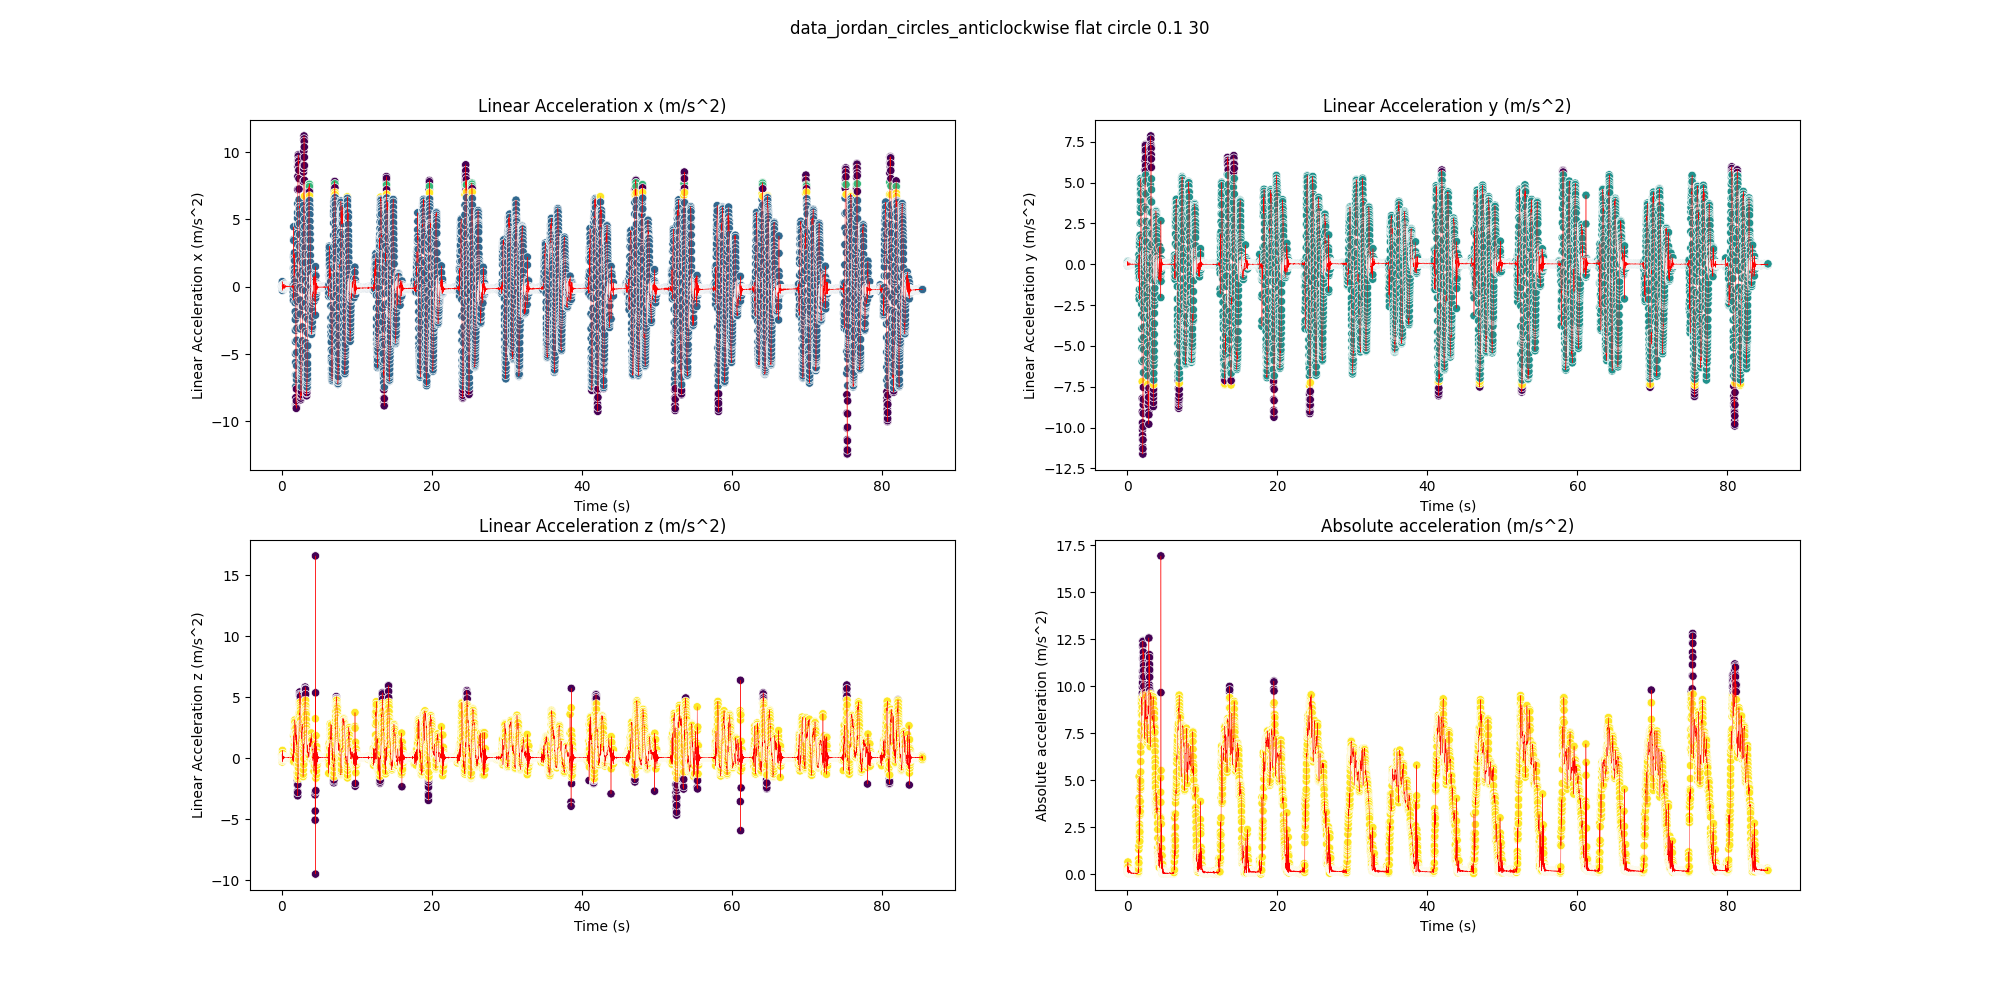 data_jordan_circles_anticlockwise flat circle 0.1 30
Linear Acceleration x (m/s^2)
Linear Acceleration x (m/s^2)
10
5
0
−5
−10
0 20 40 60 80
Time (s)
Linear Acceleration y (m/s^2)
Linear Acceleration y (m/s^2)
7.5
5.0
2.5
0.0
−2.5
−5.0
−7.5
−10.0
−12.5
0 20 40 60 80
Time (s)
Linear Acceleration z (m/s^2)
Linear Acceleration z (m/s^2)
15
10
5
0
−5
−10
0 20 40 60 80
Time (s)
Absolute acceleration (m/s^2)
Absolute acceleration (m/s^2)
17.5
15.0
12.5
10.0
7.5
5.0
2.5
0.0
0 20 40 60 80
Time (s)